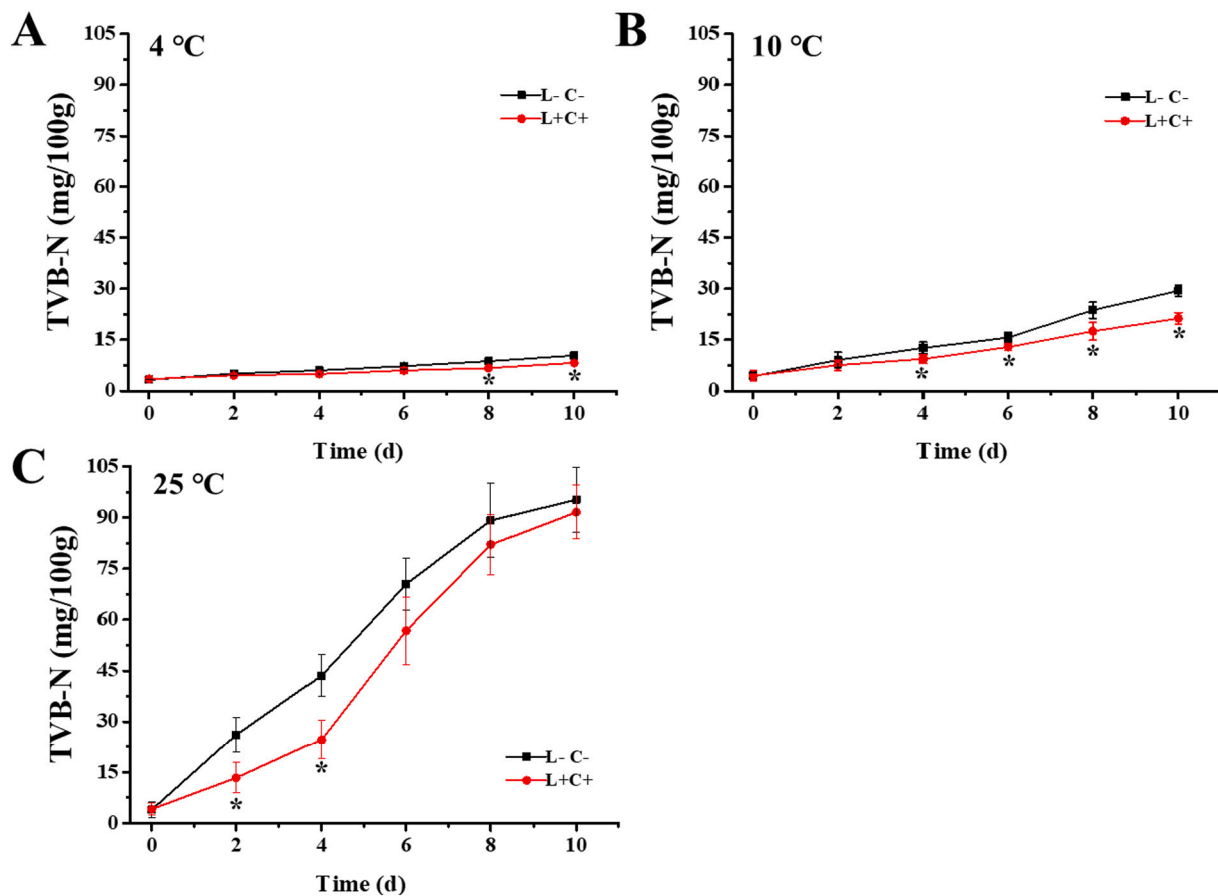 A
4 °C
L- C-
L+C+
TVB-N (mg/100g)
105
90
75
60
45
30
15
0
*
*
0 2 4 6 8 10
Time (d)
B
10 °C
L- C-
L+C+
TVB-N (mg/100g)
105
90
75
60
45
30
15
0
*
*
*
*
0 2 4 6 8 10
Time (d)
C
25 °C
TVB-N (mg/100g)
105
90
75
60
45
30
15
0
*
*
L- C-
L+C+
0 2 4 6 8 10
Time (d)